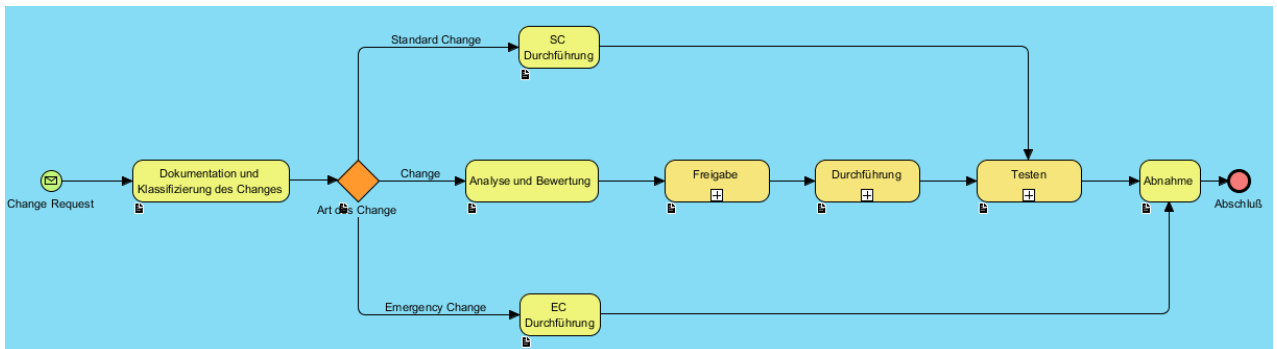 Standard Change
SC
Durchführung
Change Request
Dokumentation und
Klassifizierung des Changes
Art des Change
Change
Analyse und Bewertung
Freigabe
Durchführung
Testen
Abnahme
Abschluß
Emergency Change
EC
Durchführung